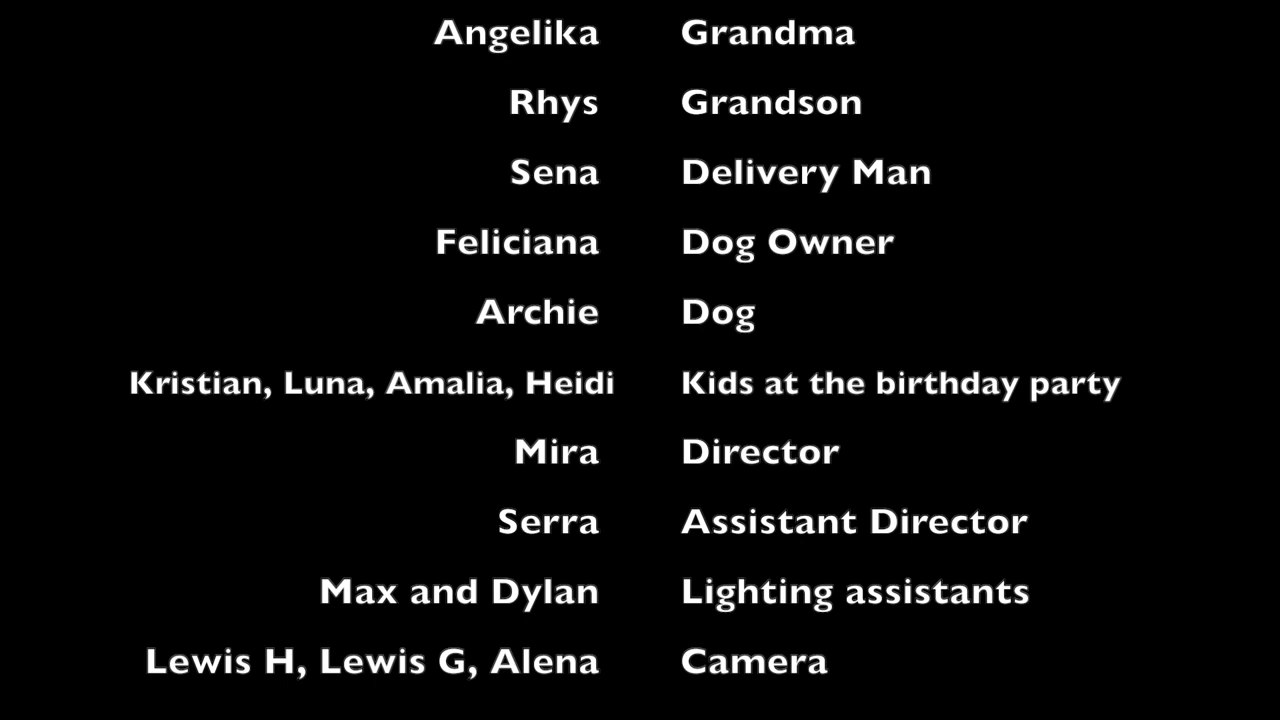 Angelika Grandma
Rhys Grandson
Sena Delivery Man
Feliciana Dog Owner
Archie Dog
Kristian, Luna, Amalia, Heidi Kids at the birthday party
Mira Director
Serra Assistant Director
Max and Dylan Lighting assistants
Lewis H, Lewis G, Alena Camera